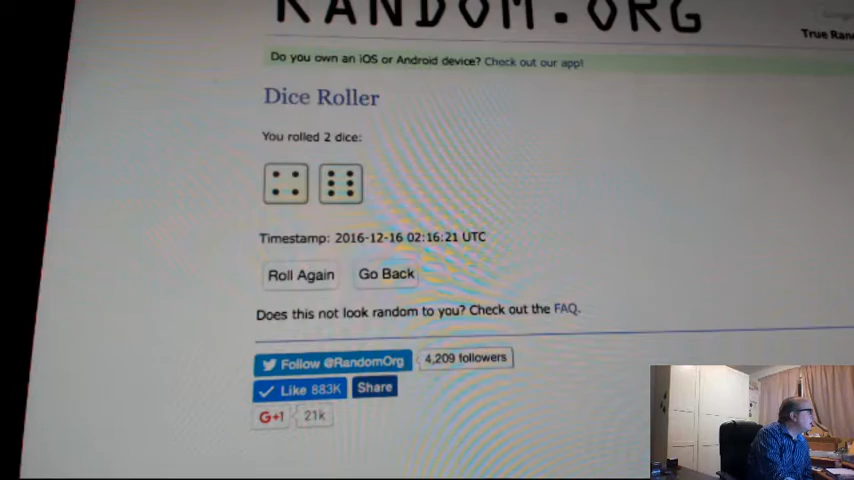 RANDOM.ORG
True Ran
Do you own an iOS or Android device? Check out our app!
Dice Roller
You rolled 2 dice:
Timestamp: 2016-12-16 02:16:21 UTC
Roll Again Go Back
Does this not look random to you? Check out the FAQ.
Follow @RandomOrg 4,209 followers
Like 883K Share
G+1 21k